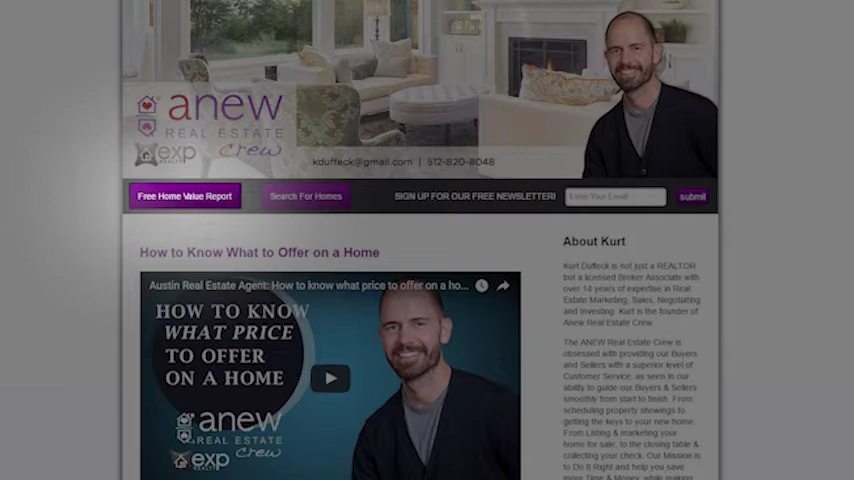 anew
REAL ESTATE
exp
REALTY
crew
kduffeck@gmail.com | 512-820-8048
Free Home Value Report
Search For Homes
SIGN UP FOR OUR FREE NEWSLETTER!
Enter Your Email
submit
How to Know What to Offer on a Home
Austin Real Estate Agent: How to know what price to offer on a ho...
HOW TO KNOW
WHAT PRICE
TO OFFER
ON A HOME
anew
REAL ESTATE
crew
exp
REALTY
About Kurt
Kurt Duffeck is not just a REALTOR
but a licensed Broker Associate with
over 14 years of expertise in Real
Estate Marketing, Sales, Negotiating
and Investing. Kurt is the founder of
Anew Real Estate Crew.
The ANEW Real Estate Crew is
obsessed with providing our Buyers
and Sellers with a superior level of
Customer Service, as seen in our
ability to guide our Buyers & Sellers
smoothly from start to finish. From
scheduling property showings to
getting the keys to your new home.
From Listing & marketing your
home for sale, to the closing table &
collecting your check. Our Mission is
to Do It Right and help you save
more Time & Money, while making